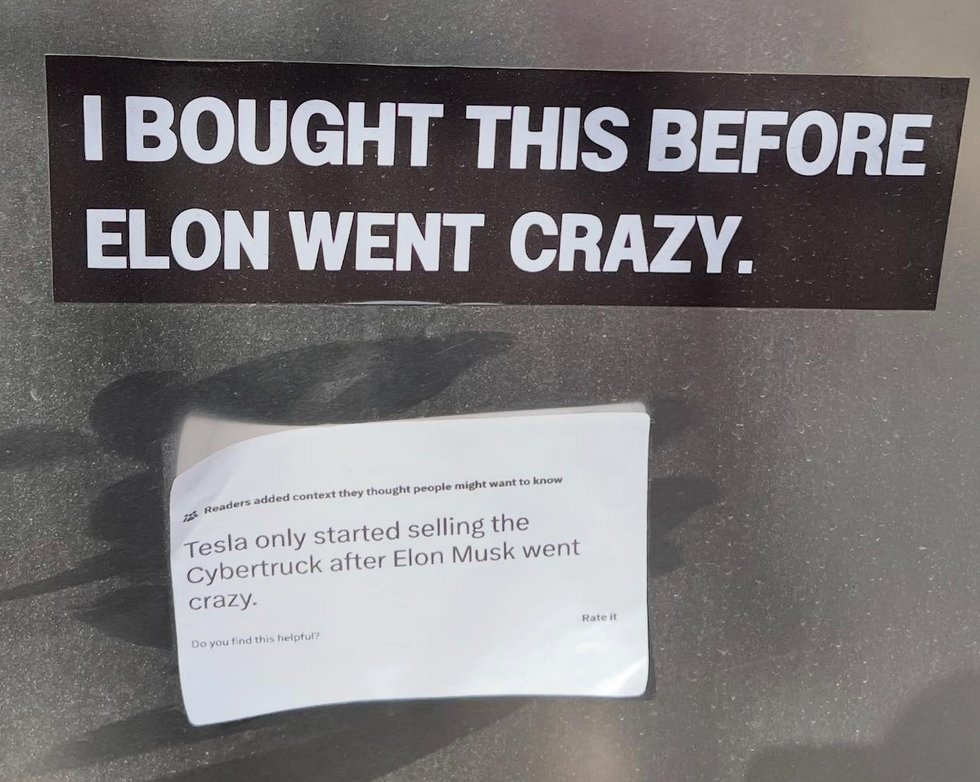 I BOUGHT THIS BEFORE
ELON WENT CRAZY.
Readers added context they thought people might want to know
Tesla only started selling the
Cybertruck after Elon Musk went
crazy.
Rate it
Do you find this helpful?